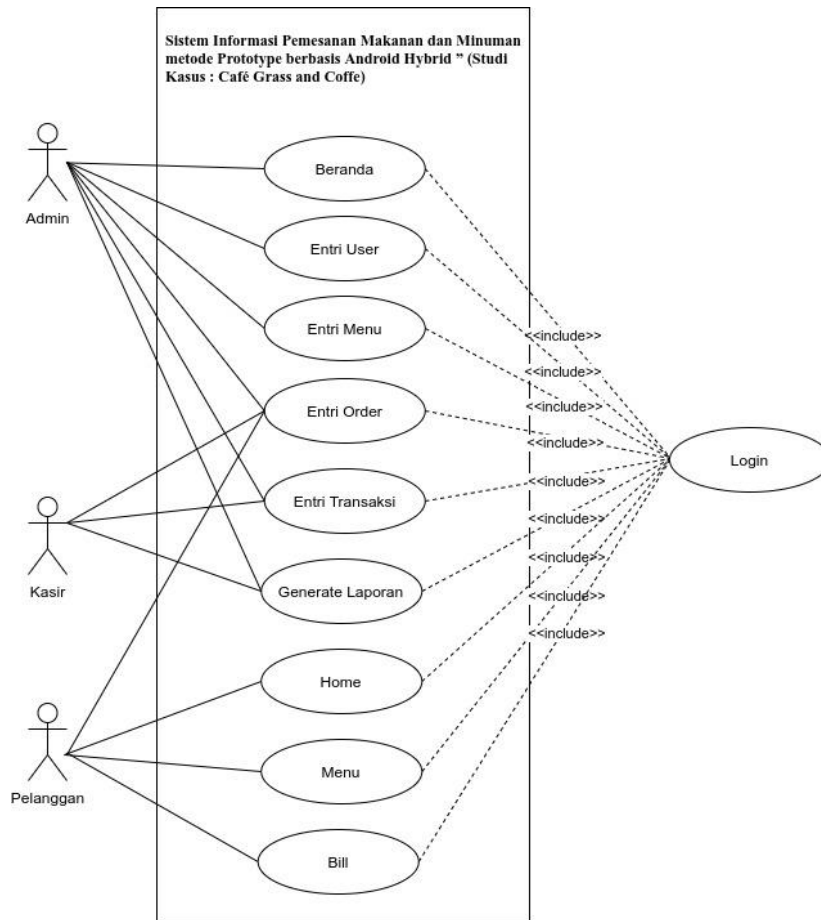 Sistem Informasi Pemesanan Makanan dan Minuman
metode Prototype berbasis Android Hybrid ” (Studi
Kasus : Café Grass and Coffe)
Admin
Beranda
Entri User
Entri Menu
<<include>>
<<include>>
<<include>>
Entri Order
<<include>>
Login
Entri Transaksi
<<include>>
<<include>>
Kasir
Generate Laporan
<<include>>
<<include>>
<<include>>
Home
Pelanggan
Menu
Bill